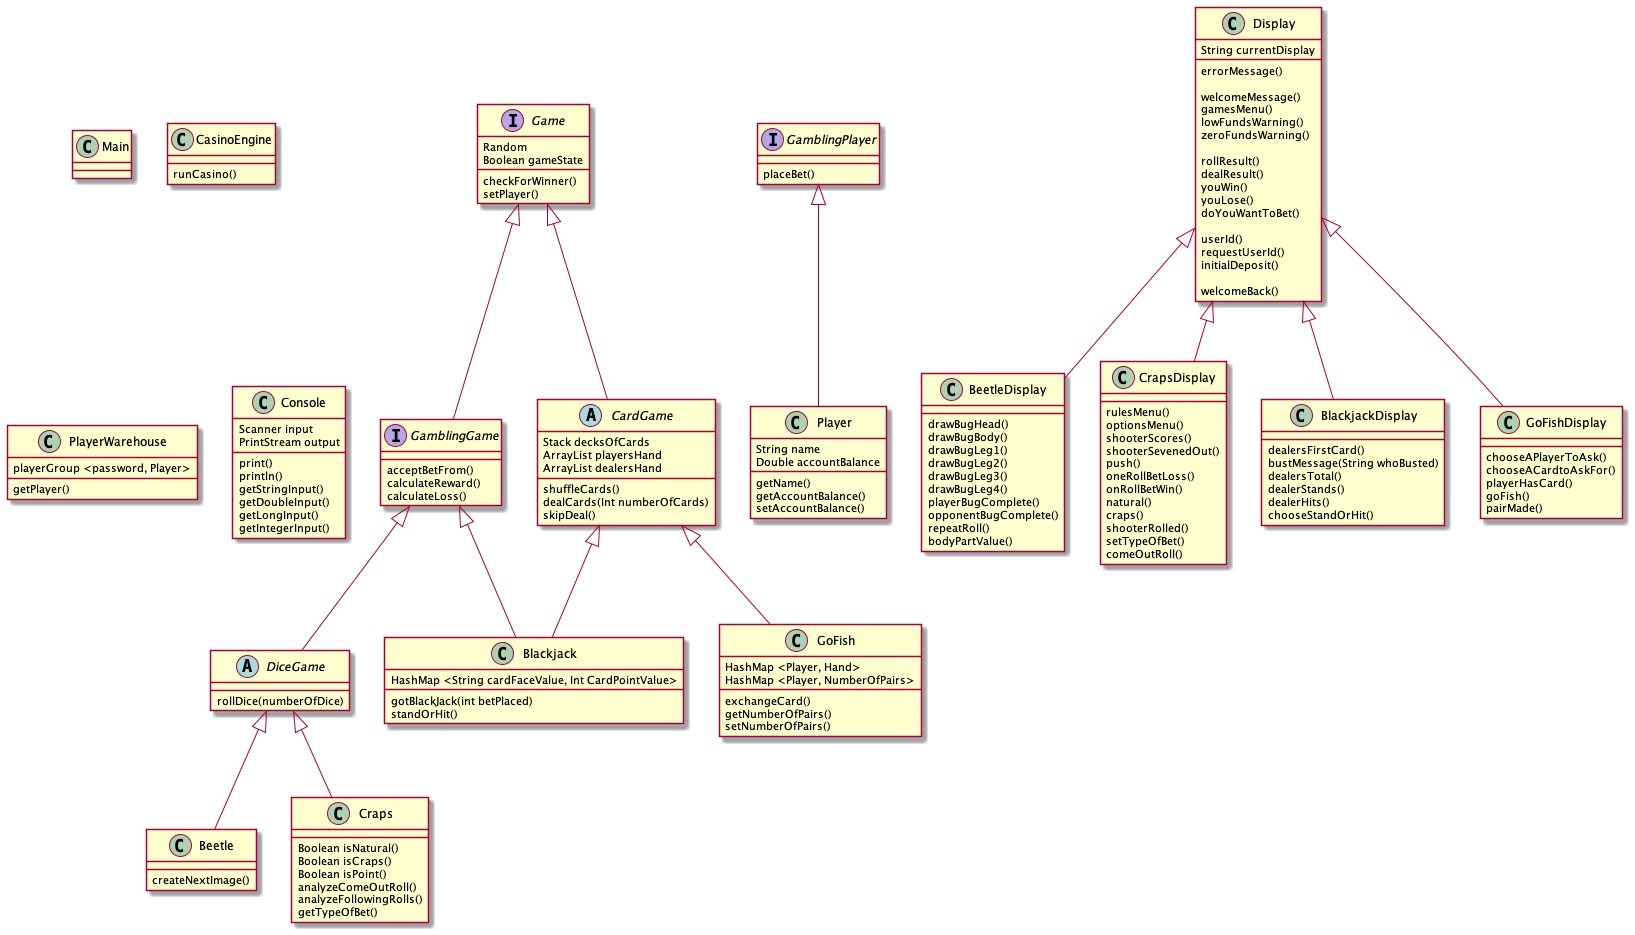 C Main
C CasinoEngine
runCasino()
I Game
Random
Boolean gameState
checkForWinner()
setPlayer()
I GamblingPlayer
placeBet()
C Display
String currentDisplay
errorMessage()
welcomeMessage()
gamesMenu()
lowFundsWarning()
zeroFundsWarning()
rollResult()
dealResult()
youWin()
youLose()
doYouWantToBet()
userId()
requestUserId()
initialDeposit()
welcomeBack()
C PlayerWarehouse
playerGroup <password, Player>
getPlayer()
C Console
Scanner input
PrintStream output
print()
println()
getStringInput()
getDoubleInput()
getLongInput()
getIntegerInput()
I GamblingGame
acceptBetFrom()
calculateReward()
calculateLoss()
A CardGame
Stack decksOfCards
ArrayList playersHand
ArrayList dealersHand
shuffleCards()
dealCards(Int numberOfCards)
skipDeal()
C Player
String name
Double accountBalance
getName()
getAccountBalance()
setAccountBalance()
C BeetleDisplay
drawBugHead()
drawBugBody()
drawBugLeg1()
drawBugLeg2()
drawBugLeg3()
drawBugLeg4()
playerBugComplete()
opponentBugComplete()
repeatRoll()
bodyPartValue()
C CrapsDisplay
rulesMenu()
optionsMenu()
shooterScores()
shooterSevenedOut()
push()
oneRollBetLoss()
onRollBetWin()
natural()
craps()
shooterRolled()
setTypeOfBet()
comeOutRoll()
C BlackjackDisplay
dealersFirstCard()
bustMessage(String whoBusted)
dealersTotal()
dealerStands()
dealerHits()
chooseStandOrHit()
C GoFishDisplay
chooseAPlayerToAsk()
chooseACardtoAskFor()
playerHasCard()
goFish()
pairMade()
A DiceGame
rollDice(numberOfDice)
C Blackjack
HashMap <String cardFaceValue, Int CardPointValue>
gotBlackJack(int betPlaced)
standOrHit()
C GoFish
HashMap <Player, Hand>
HashMap <Player, NumberOfPairs>
exchangeCard()
getNumberOfPairs()
setNumberOfPairs()
C Beetle
createNextImage()
C Craps
Boolean isNatural()
Boolean isCraps()
Boolean isPoint()
analyzeComeOutRoll()
analyzeFollowingRolls()
getTypeOfBet()